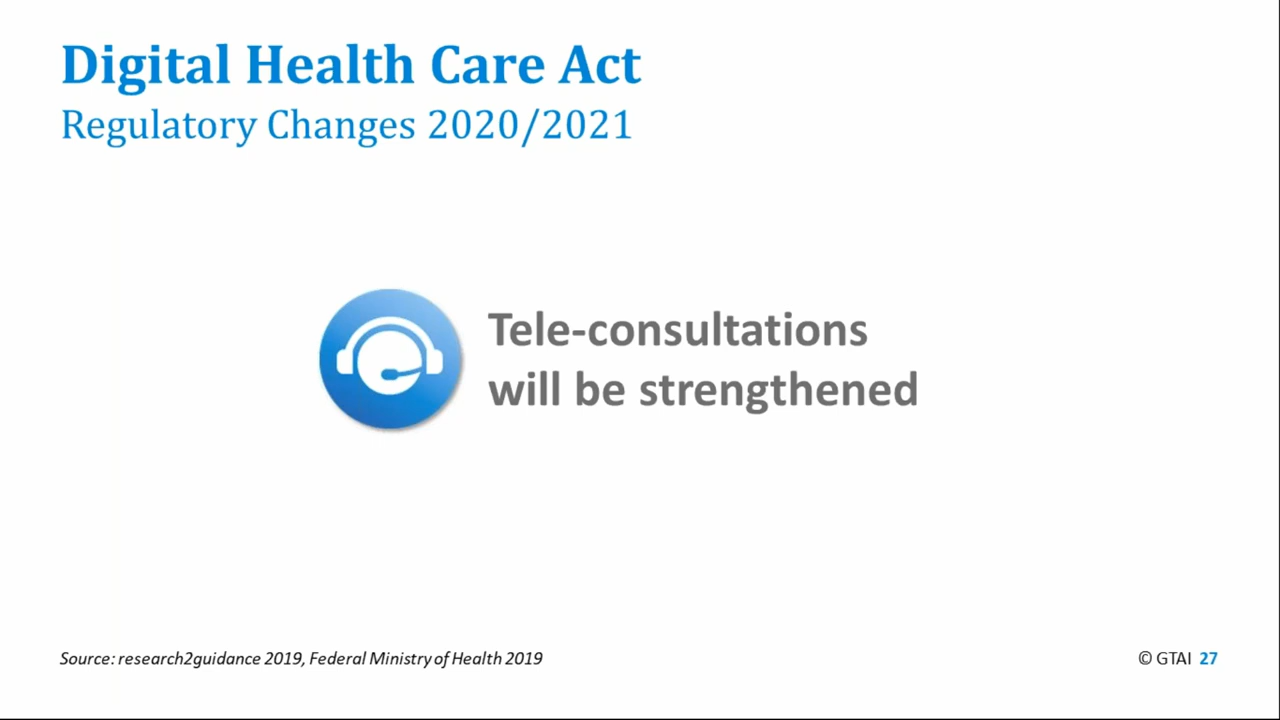 Digital Health Care Act
Regulatory Changes 2020/2021
Tele-consultations
will be strengthened
Source: research2guidance 2019, Federal Ministry of Health 2019
© GTAI 27